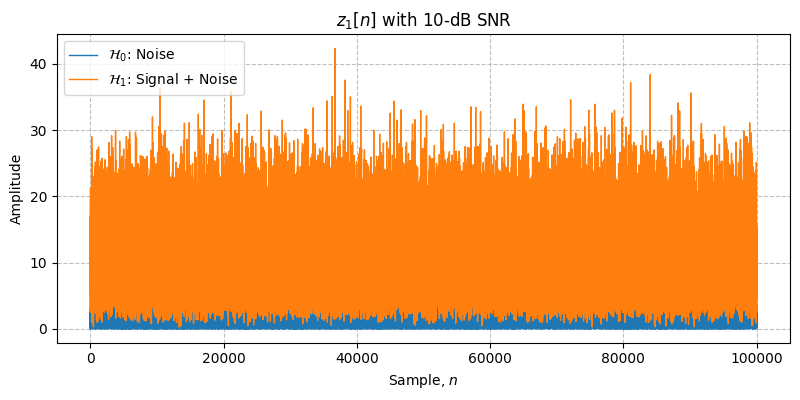 z₁[n] with 10-dB SNR
ℋ₀: Noise
ℋ₁: Signal + Noise
Amplitude
40
30
20
10
0
0 20000 40000 60000 80000 100000
Sample, n